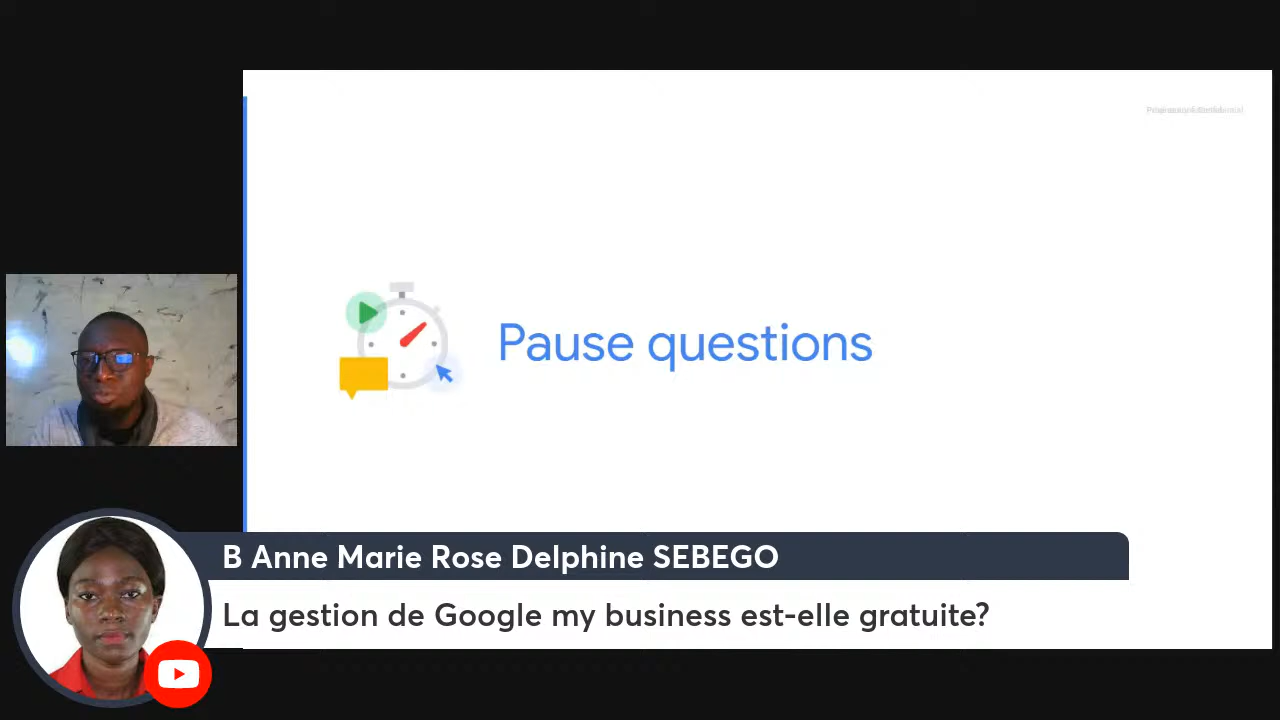 Pause questions
B Anne Marie Rose Delphine SEBEGO
La gestion de Google my business est-elle gratuite?